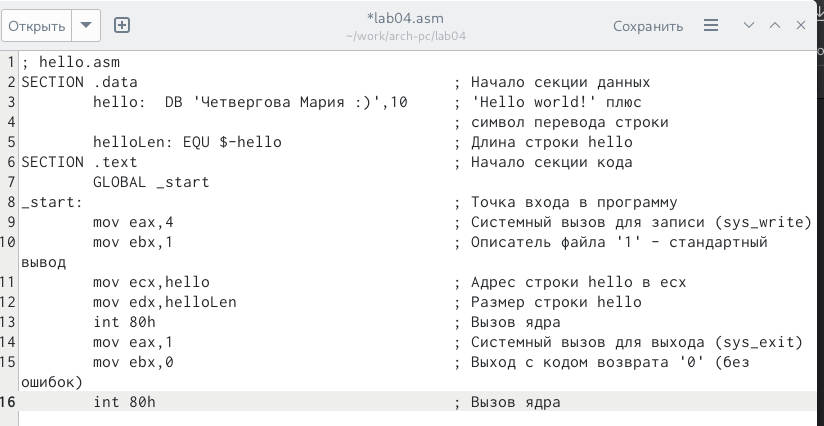 Открыть
*lab04.asm
~/work/arch-pc/lab04
Сохранить
1 ; hello.asm
2 SECTION .data ; Начало секции данных
3 hello: DB 'Четвергова Мария :)',10 ; 'Hello world!' плюс
4 ; символ перевода строки
5 helloLen: EQU $-hello ; Длина строки hello
6 SECTION .text ; Начало секции кода
7 GLOBAL _start
8 _start: ; Точка входа в программу
9 mov eax,4 ; Системный вызов для записи (sys_write)
10 mov ebx,1 ; Описатель файла '1' - стандартный
вывод
11 mov ecx,hello ; Адрес строки hello в ecx
12 mov edx,helloLen ; Размер строки hello
13 int 80h ; Вызов ядра
14 mov eax,1 ; Системный вызов для выхода (sys_exit)
15 mov ebx,0 ; Выход с кодом возврата '0' (без
ошибок)
16 int 80h ; Вызов ядра